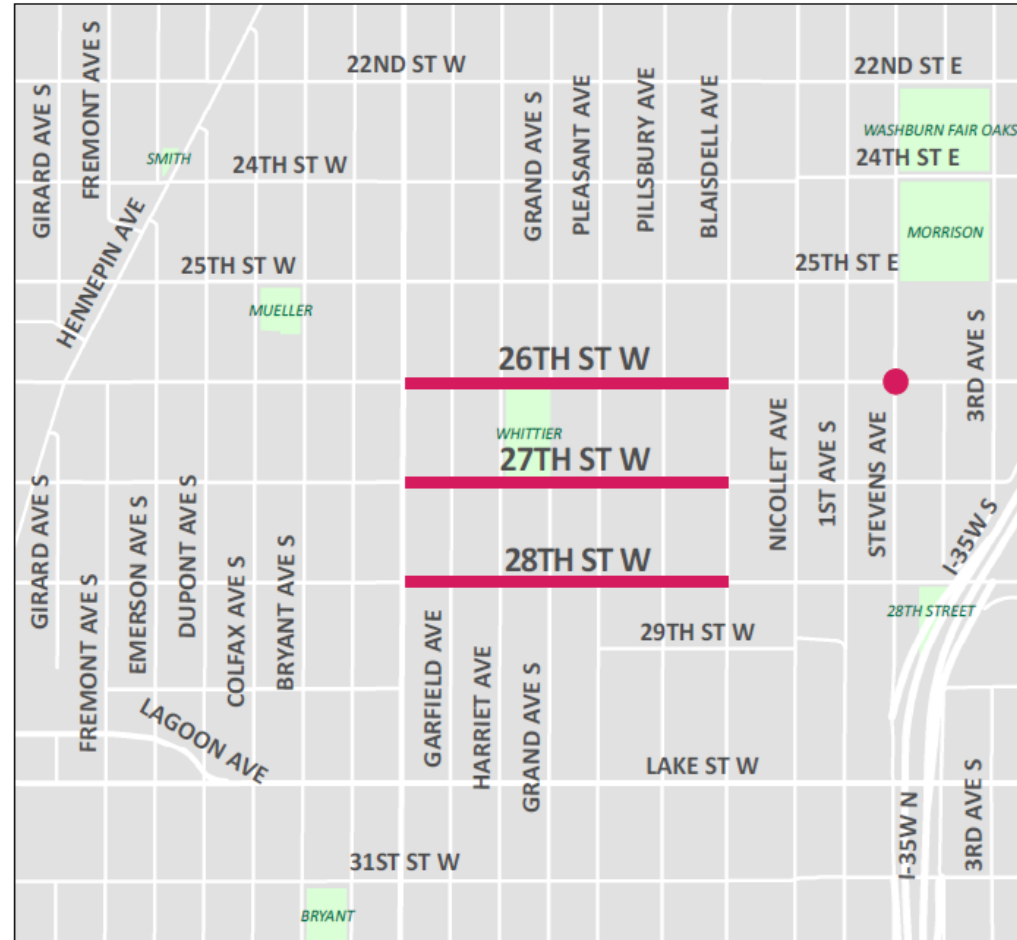 22ND ST W
22ND ST E
GIRARD AVE S
FREMONT AVE S
GRAND AVE S
PLEASANT AVE
PILLSBURY AVE
BLAISDELL AVE
WASHBURN FAIR OAKS
SMITH
24TH ST W
24TH ST E
HENNEPIN AVE
MORRISON
25TH ST W
25TH ST E
MUELLER
26TH ST W
3RD AVE S
WHITTIER
27TH ST W
NICOLLET AVE
1ST AVE S
STEVENS AVE
GIRARD AVE S
FREMONT AVE S
EMERSON AVE S
DUPONT AVE S
COLFAX AVE S
BRYANT AVE S
28TH ST W
I-35W S
28TH STREET
29TH ST W
GARFIELD AVE
HARRIET AVE
GRAND AVE S
LAGOON AVE
LAKE ST W
I-35W N
3RD AVE S
31ST ST W
BRYANT